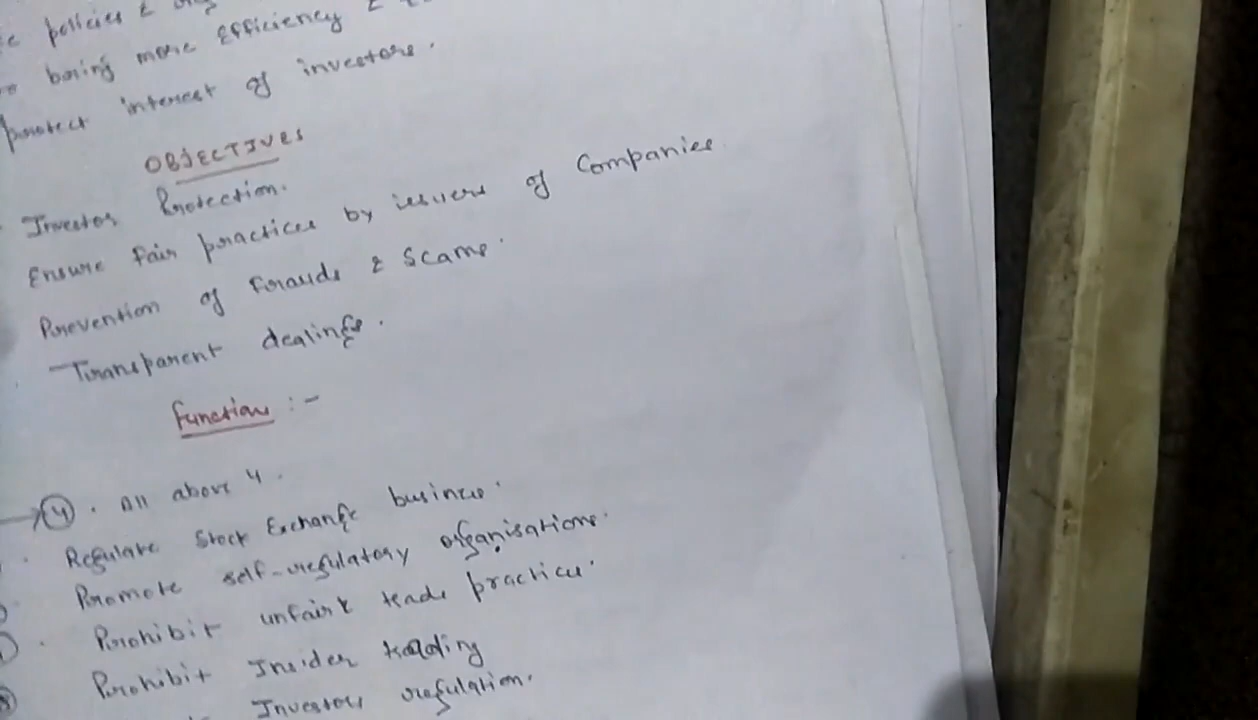 policies &
boring more Efficiency &
protect interest of investors.
OBJECTIVES
Investor Protection.
Ensure Fair practices by issuers of Companies
Prevention of Frauds & Scams.
Transparent dealings.
Function :-
→ (4). All above 4.
Regulate Stock Exchange business.
Promote self-regulatory organisations.
Prohibit unfair trade practice.
Prohibit Insider trading
Investors regulation.